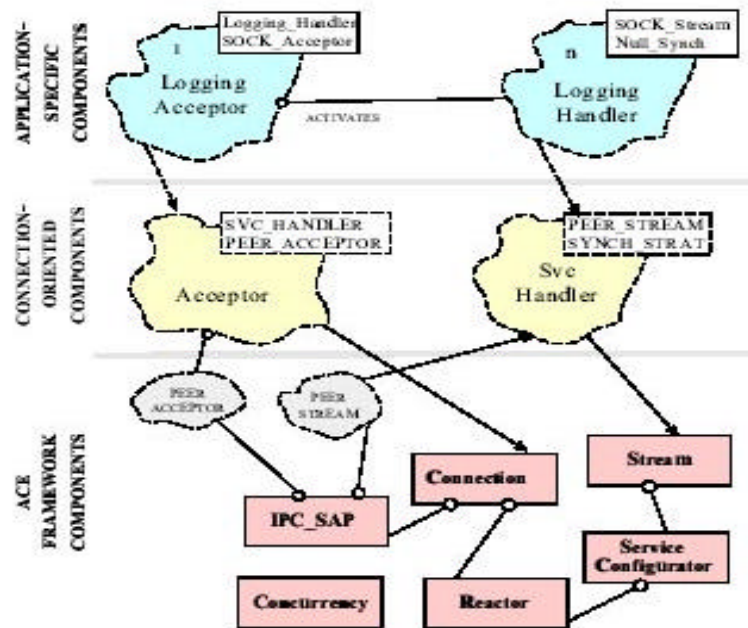 APPLICATION-
SPECIFIC
COMPONENTS
Logging_Handler
SOCK_Acceptor
1
Logging
Acceptor
ACTIVATES
SOCK_Stream
Null_Synch
n
Logging
Handler
CONNECTION-
ORIENTED
COMPONENTS
SVC_HANDLER
PEER_ACCEPTOR
Acceptor
PEER_STREAM
SYNCH_STRAT
Svc
Handler
ACE
FRAMEWORK
COMPONENTS
PEER
ACCEPTOR
PEER
STREAM
IPC_SAP
Connection
Stream
Service
Configurator
Concurrency
Reactor